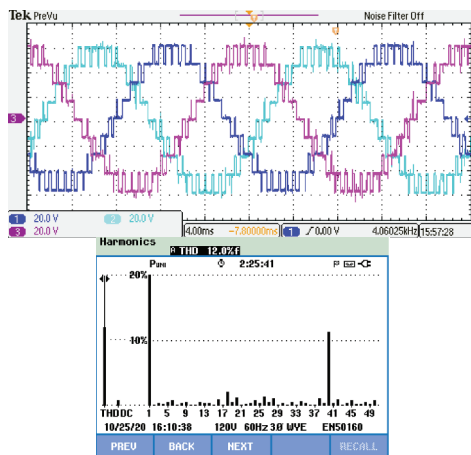 Tek PreVu Noise Filter Off
3
1 20.0 V 2 20.0 V
3 20.0 V 4.00ms -7.80000ms 1 0.00 V 4.06025kHz 15:57:28
Harmonics
A THD 12.0%f
PUNI 2:25:41
20%
10%
THDDC 1 5 9 13 17 21 25 29 33 37 41 45 49
10/25/20 16:10:38 120V 60Hz 3Ø WYE EN50160
PREV BACK NEXT RECALL